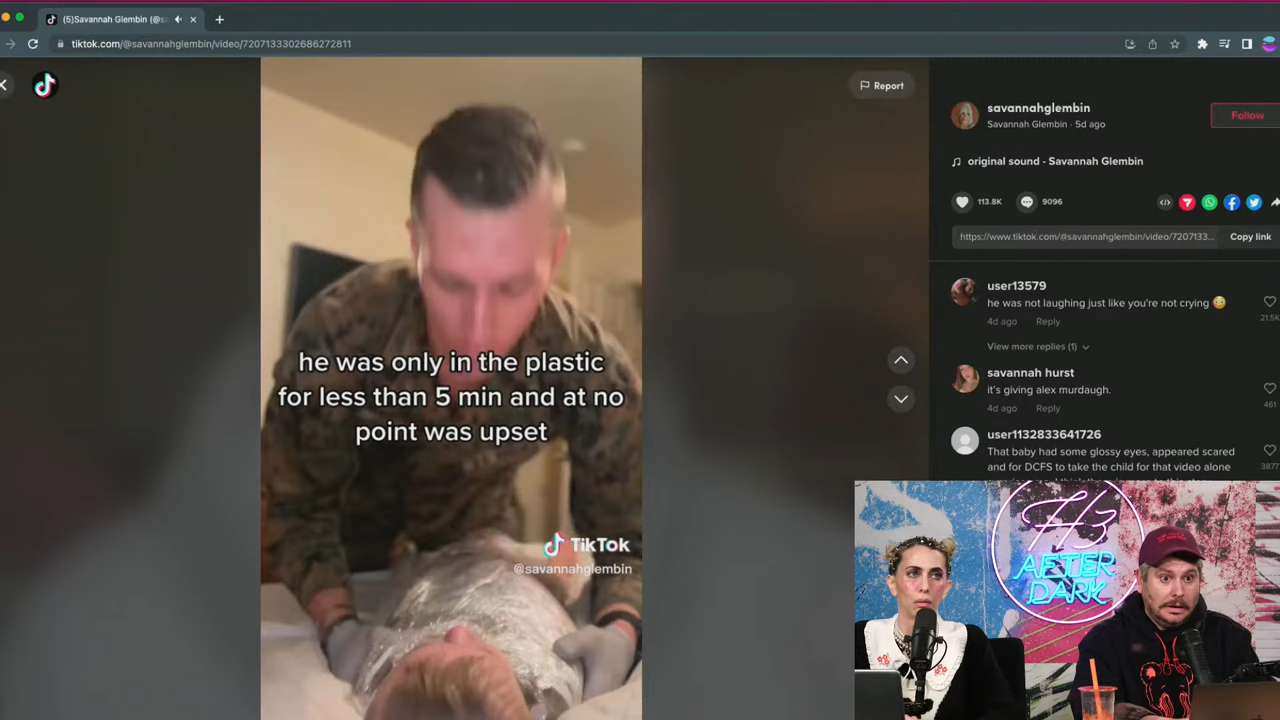 (5)Savannah Glembin (@s
tiktok.com/@savannahglembin/video/7207133302686272811
Report
he was only in the plastic
for less than 5 min and at no
point was upset
TikTok
@savannahglembin
savannahglembin
Savannah Glembin · 5d ago
Follow
original sound - Savannah Glembin
113.8K
9096
https://www.tiktok.com/@savannahglembin/video/720713...
Copy link
user13579
he was not laughing just like you're not crying 😳
21.5K
4d ago Reply
View more replies (1)
savannah hurst
it's giving alex murdaugh.
461
4d ago Reply
user1132833641726
That baby had some glossy eyes, appeared scared
and for DCFS to take the child for that video alone
3877
H3
AFTER
DARK